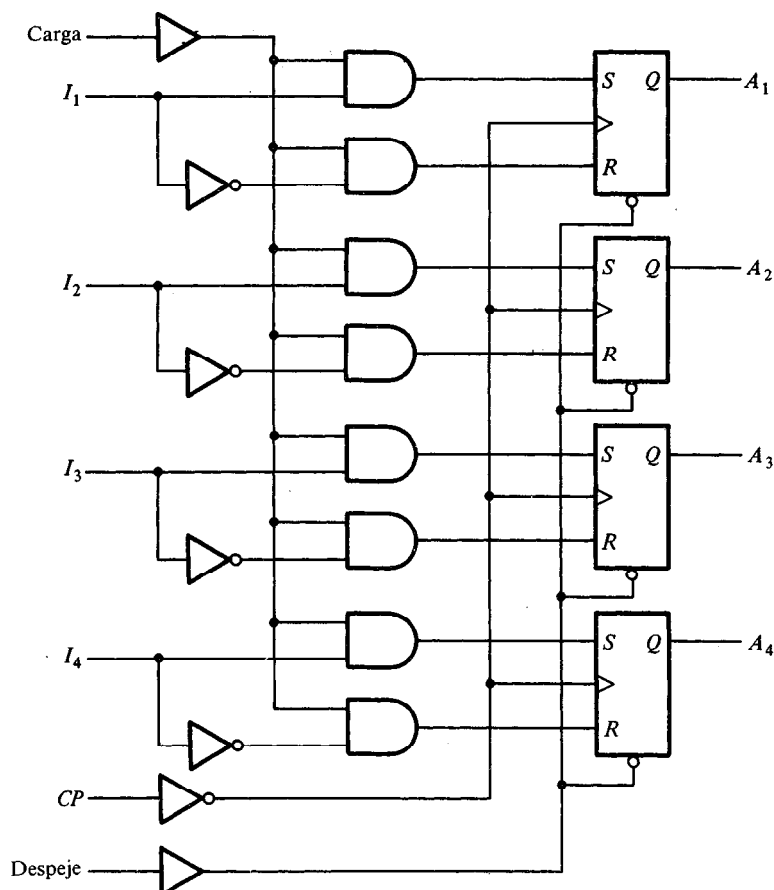 Carga
I₁
S Q A₁
R
I₂
S Q A₂
R
I₃
S Q A₃
R
I₄
S Q A₄
R
CP
Despeje